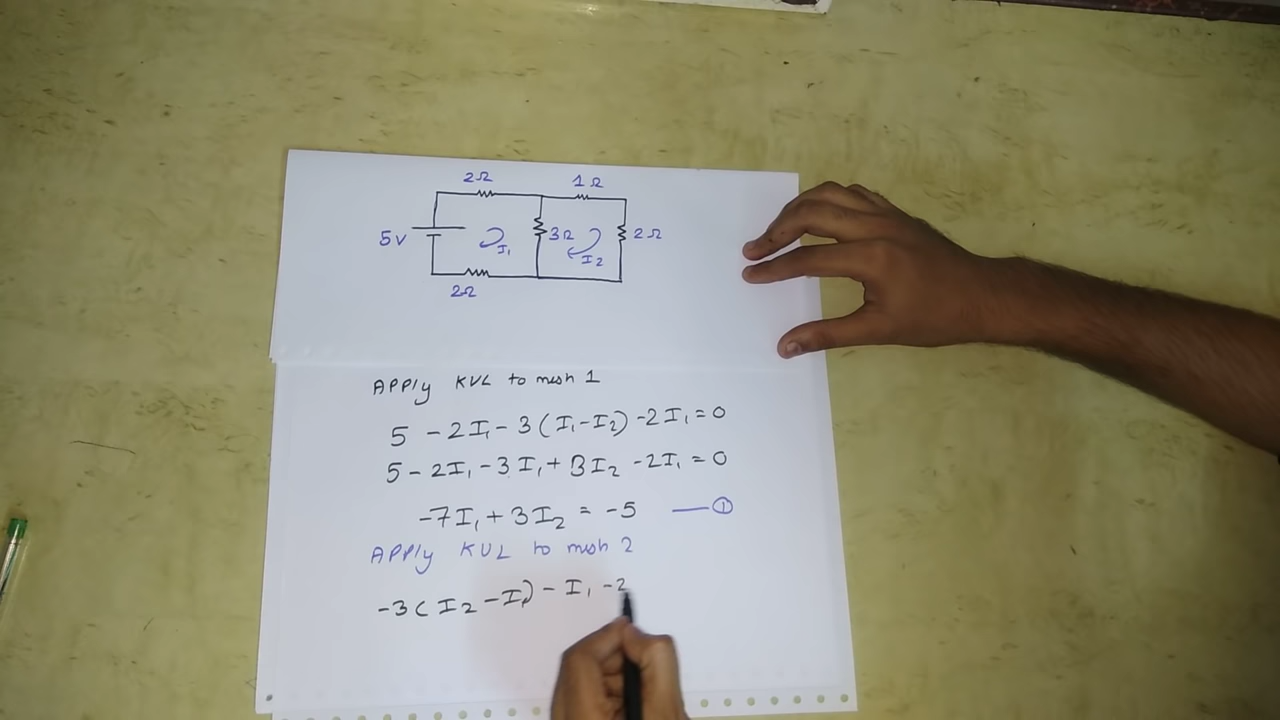 2Ω 1Ω
5V I₁ 3Ω I₂ 2Ω
2Ω
APPly KVL to mesh 1
5 - 2I₁ - 3(I₁-I₂) - 2I₁ = 0
5 - 2I₁ - 3I₁ + 3I₂ - 2I₁ = 0
-7I₁ + 3I₂ = -5 — ①
APPly KVL to mesh 2
-3(I₂ - I₁) - I₁ - 2